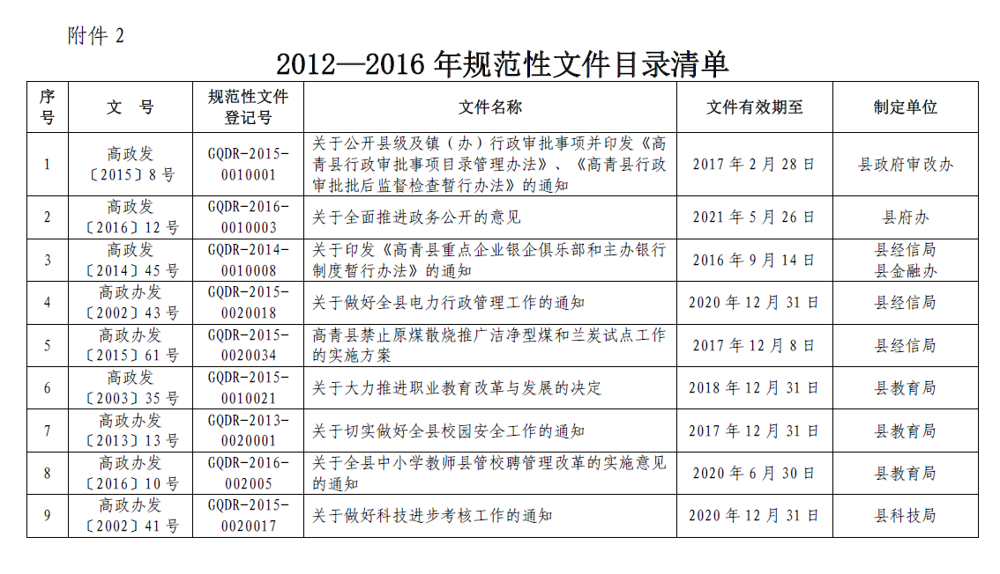 附件 2
2012—2016 年规范性文件目录清单
序
号
文 号
规范性文件
登记号
文件名称
文件有效期至
制定单位
1
高政发
〔2015〕8 号
GQDR-2015-
0010001
关于公开县级及镇（办）行政审批事项并印发《高
青县行政审批事项目录管理办法》、《高青县行政
审批批后监督检查暂行办法》的通知
2017 年 2 月 28 日
县政府审改办
2
高政发
〔2016〕12 号
GQDR-2016-
0010003
关于全面推进政务公开的意见
2021 年 5 月 26 日
县府办
3
高政发
〔2014〕45 号
GQDR-2014-
0010008
关于印发《高青县重点企业银企俱乐部和主办银行
制度暂行办法》的通知
2016 年 9 月 14 日
县经信局
县金融办
4
高政办发
〔2002〕43 号
GQDR-2015-
0020018
关于做好全县电力行政管理工作的通知
2020 年 12 月 31 日
县经信局
5
高政办发
〔2015〕61 号
GQDR-2015-
0020034
高青县禁止原煤散烧推广洁净型煤和兰炭试点工作
的实施方案
2017 年 12 月 8 日
县经信局
6
高政发
〔2003〕35 号
GQDR-2015-
0010021
关于大力推进职业教育改革与发展的决定
2018 年 12 月 31 日
县教育局
7
高政办发
〔2013〕13 号
GQDR-2013-
0020001
关于切实做好全县校园安全工作的通知
2017 年 12 月 31 日
县教育局
8
高政办发
〔2016〕10 号
GQDR-2016-
002005
关于全县中小学教师县管校聘管理改革的实施意见
的通知
2020 年 6 月 30 日
县教育局
9
高政办发
〔2002〕41 号
GQDR-2015-
0020017
关于做好科技进步考核工作的通知
2020 年 12 月 31 日
县科技局